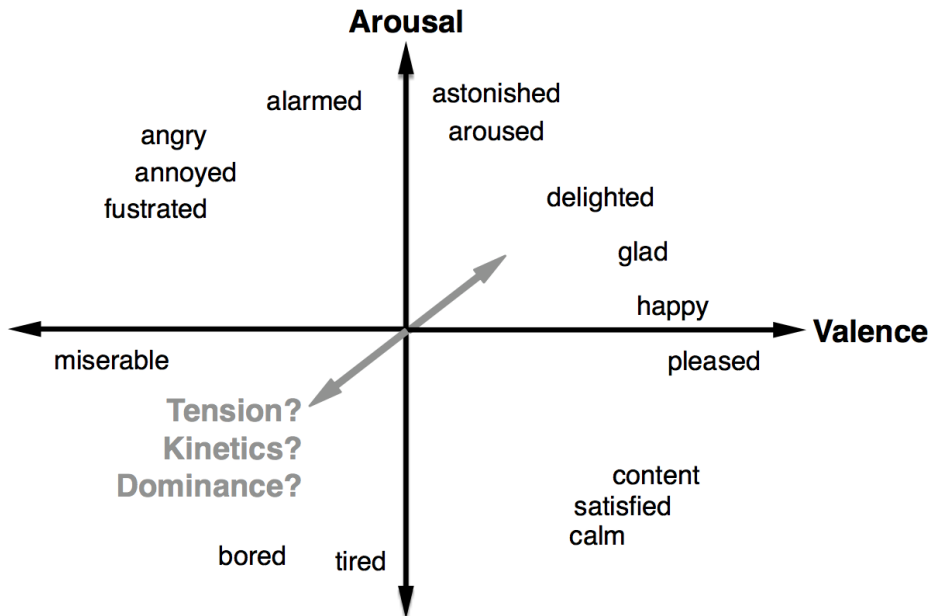 Arousal
alarmed
astonished
angry
aroused
annoyed
delighted
fustrated
glad
happy
Valence
miserable
pleased
Tension?
Kinetics?
Dominance?
content
satisfied
calm
bored
tired